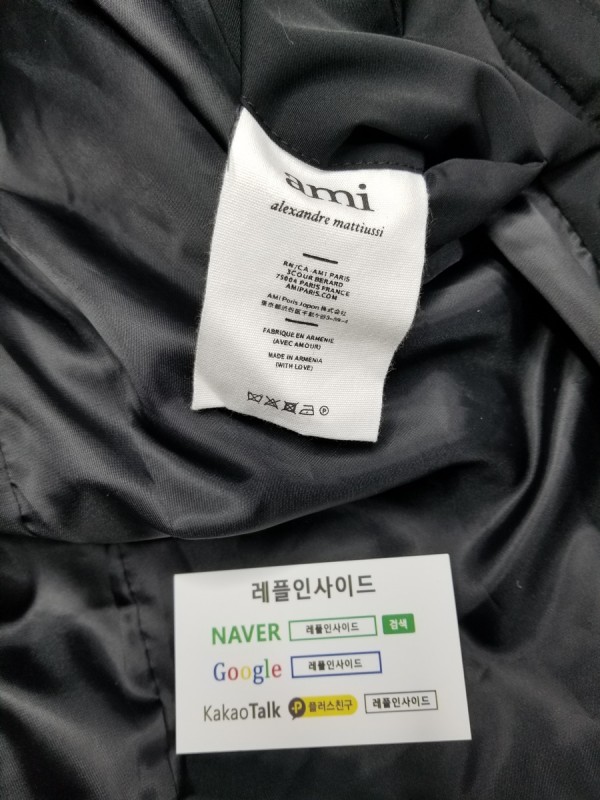 ami
alexandre mattiussi
RN/CA-AMI PARIS
3COUR BERARD
75004 PARIS FRANCE
AMIPARIS.COM
AMI Paris Japan 株式会社
FABRIQUE EN ARMENIE
(AVEC AMOUR)
MADE IN ARMENIA
(WITH LOVE)
P
레플인사이드
NAVER 레플인사이드 검색
Google 레플인사이드
KakaoTalk P 플러스친구 레플인사이드